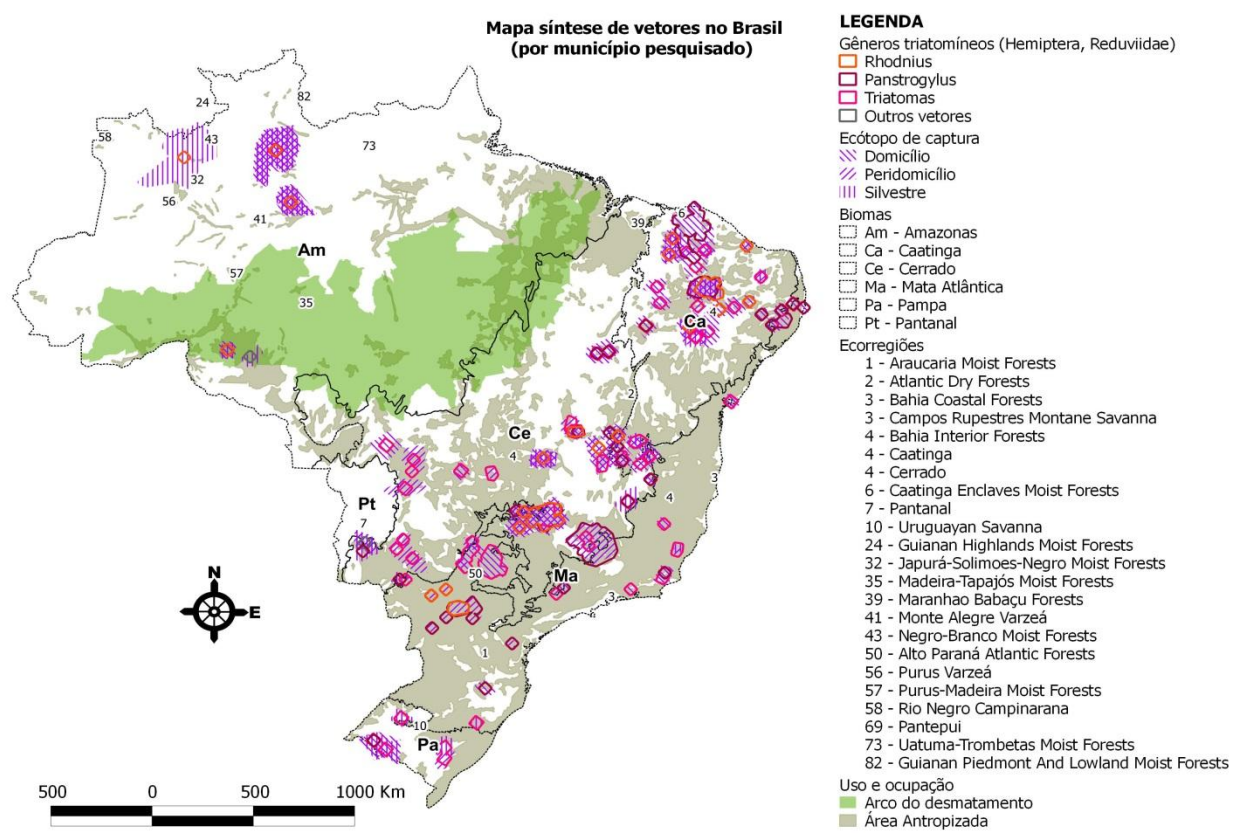 Mapa síntese de vetores no Brasil
(por município pesquisado)
24
82
58
43
73
32
56
41
Am
57
35
39
6
4
Ca
2
Ce
4
3
4
Pt
7
50
Ma
3
1
10
Pa
N
E
500 0 500 1000 Km
LEGENDA
Gêneros triatomíneos (Hemiptera, Reduviidae)
Rhodnius
Panstrogylus
Triatomas
Outros vetores
Ecótopo de captura
Domicílio
Peridomicílio
Silvestre
Biomas
Am - Amazonas
Ca - Caatinga
Ce - Cerrado
Ma - Mata Atlântica
Pa - Pampa
Pt - Pantanal
Ecorregiões
1 - Araucaria Moist Forests
2 - Atlantic Dry Forests
3 - Bahia Coastal Forests
3 - Campos Rupestres Montane Savanna
4 - Bahia Interior Forests
4 - Caatinga
4 - Cerrado
6 - Caatinga Enclaves Moist Forests
7 - Pantanal
10 - Uruguayan Savanna
24 - Guianan Highlands Moist Forests
32 - Japurá-Solimoes-Negro Moist Forests
35 - Madeira-Tapajós Moist Forests
39 - Maranhao Babaçu Forests
41 - Monte Alegre Varzeá
43 - Negro-Branco Moist Forests
50 - Alto Paraná Atlantic Forests
56 - Purus Varzeá
57 - Purus-Madeira Moist Forests
58 - Rio Negro Campinarana
69 - Pantepui
73 - Uatuma-Trombetas Moist Forests
82 - Guianan Piedmont And Lowland Moist Forests
Uso e ocupação
Arco do desmatamento
Área Antropizada